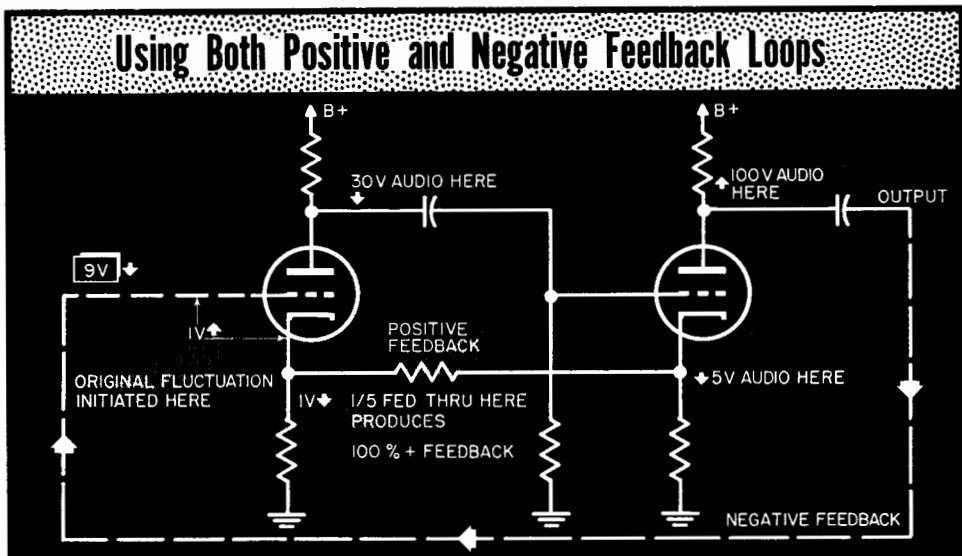 Using Both Positive and Negative Feedback Loops
B+
B+
30V AUDIO HERE
100V AUDIO
HERE
OUTPUT
9V
1V
POSITIVE
FEEDBACK
ORIGINAL FLUCTUATION
INITIATED HERE
1V
1/5 FED THRU HERE
PRODUCES
100% + FEEDBACK
5V AUDIO HERE
NEGATIVE FEEDBACK